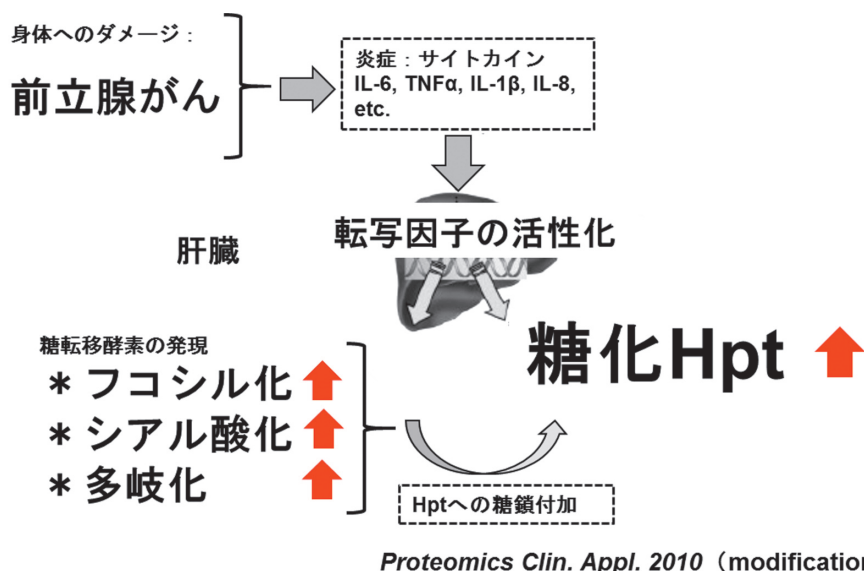 身体へのダメージ：
前立腺がん
炎症：サイトカイン
IL-6, TNFα, IL-1β, IL-8,
etc.
転写因子の活性化
肝臓
糖化Hpt
糖転移酵素の発現
＊フコシル化
＊シアル酸化
＊多岐化
Hptへの糖鎖付加
Proteomics Clin. Appl. 2010（modification